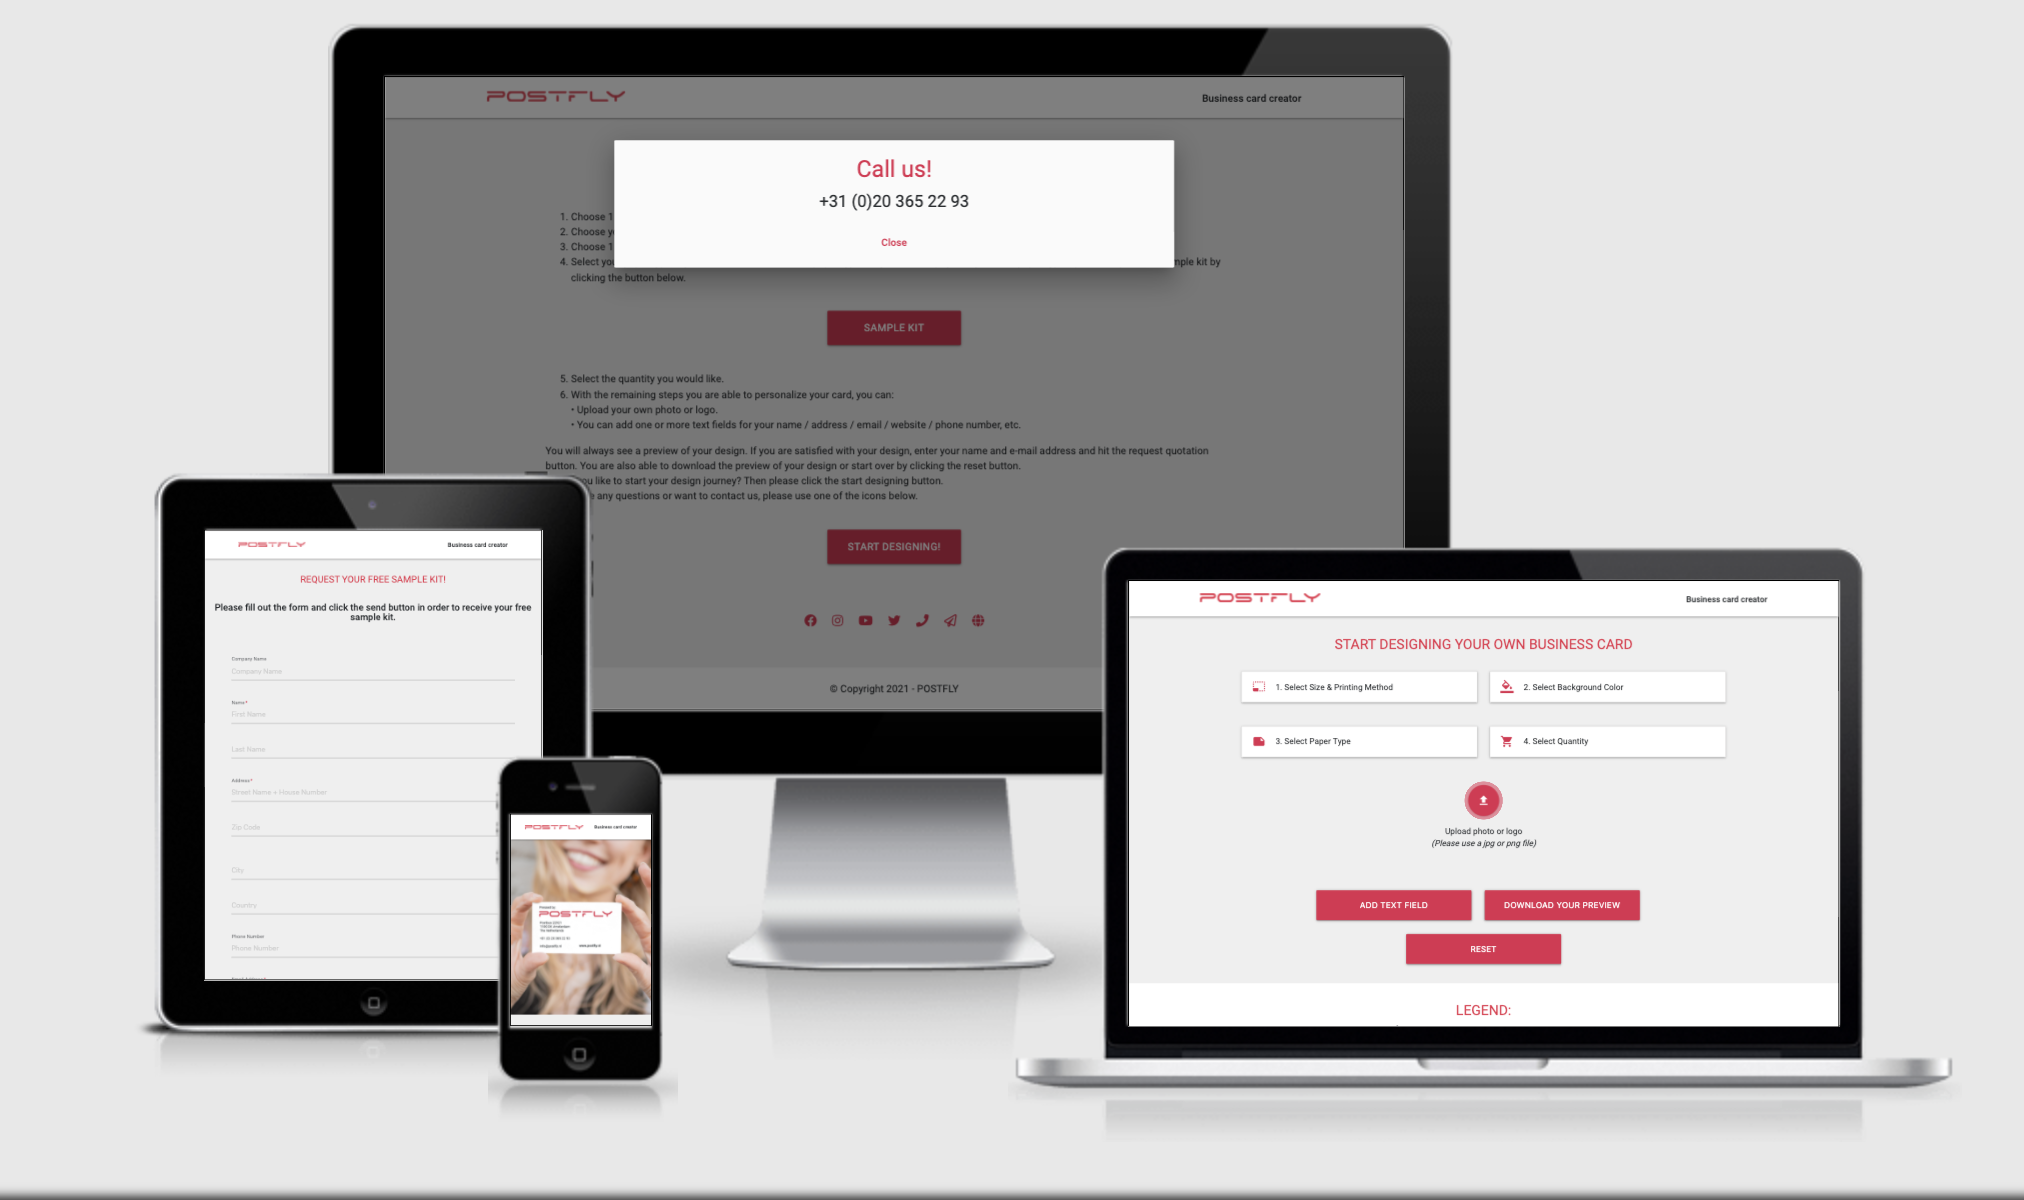 POSTFLY
Business card creator
Call us!
+31 (0)20 365 22 93
Close
1. Choose 1
2. Choose
3. Choose 1
4. Select
kit by
clicking the button below.
SAMPLE KIT
5. Select the quantity you would like.
6. With the remaining steps you are able to personalize your card, you can:
• Upload your own photo or logo.
• You can add one or more text fields for your name / address / email / website / phone number, etc.
You will always see a preview of your design. If you are satisfied with your design, enter your name and e-mail address and hit the request quotation
button. You are also able to download the preview of your design or start over by clicking the reset button.
like to start your design journey? Then please click the start designing button.
any questions or want to contact us, please use one of the icons below.
START DESIGNING!
© Copyright 2021 - POSTFLY
POSTFLY
Business card creator
REQUEST YOUR FREE SAMPLE KIT!
Please fill out the form and click the send button in order to receive your free
sample kit.
Company Name
Company Name
Name*
First Name
Last Name
Address*
Street Name + House Number
Zip Code
City
Country
Phone Number
Phone Number
POSTFLY
Business card creator
POSTFLY
POSTFLY
Business card creator
START DESIGNING YOUR OWN BUSINESS CARD
1. Select Size & Printing Method
2. Select Background Color
3. Select Paper Type
4. Select Quantity
Upload photo or logo
(Please use a jpg or png file)
ADD TEXT FIELD
DOWNLOAD YOUR PREVIEW
RESET
LEGEND: